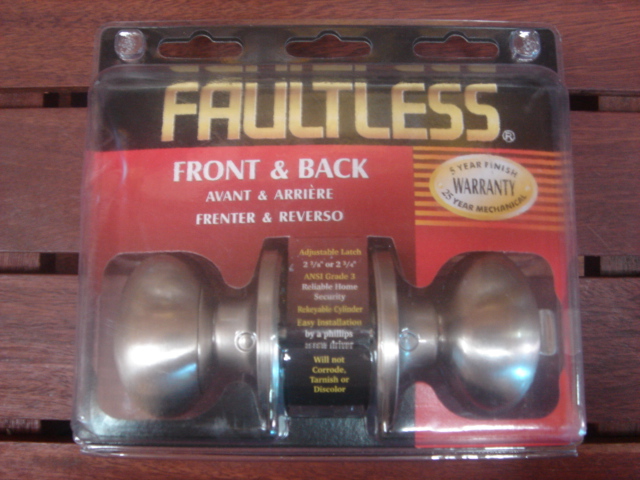 FAULTLESS®
FRONT & BACK
AVANT & ARRIÈRE
FRENTER & REVERSO
5 YEAR FINISH
WARRANTY
25 YEAR MECHANICAL
Adjustable Latch
2 3/8" or 2 3/4"
ANSI Grade 3
Reliable Home
Security
Rekeyable Cylinder
Easy Installation
by a phillips
screw driver
Will not
Corrode,
Tarnish or
Discolor